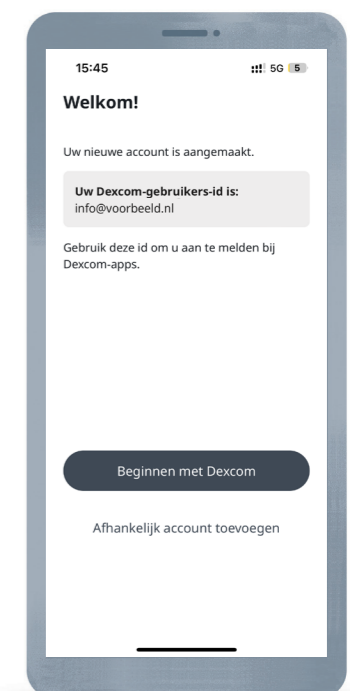 15:45
5G 5
Welkom!
Uw nieuwe account is aangemaakt.
Uw Dexcom-gebruikers-id is:
info@voorbeeld.nl
Gebruik deze id om u aan te melden bij
Dexcom-apps.
Beginnen met Dexcom
Afhankelijk account toevoegen